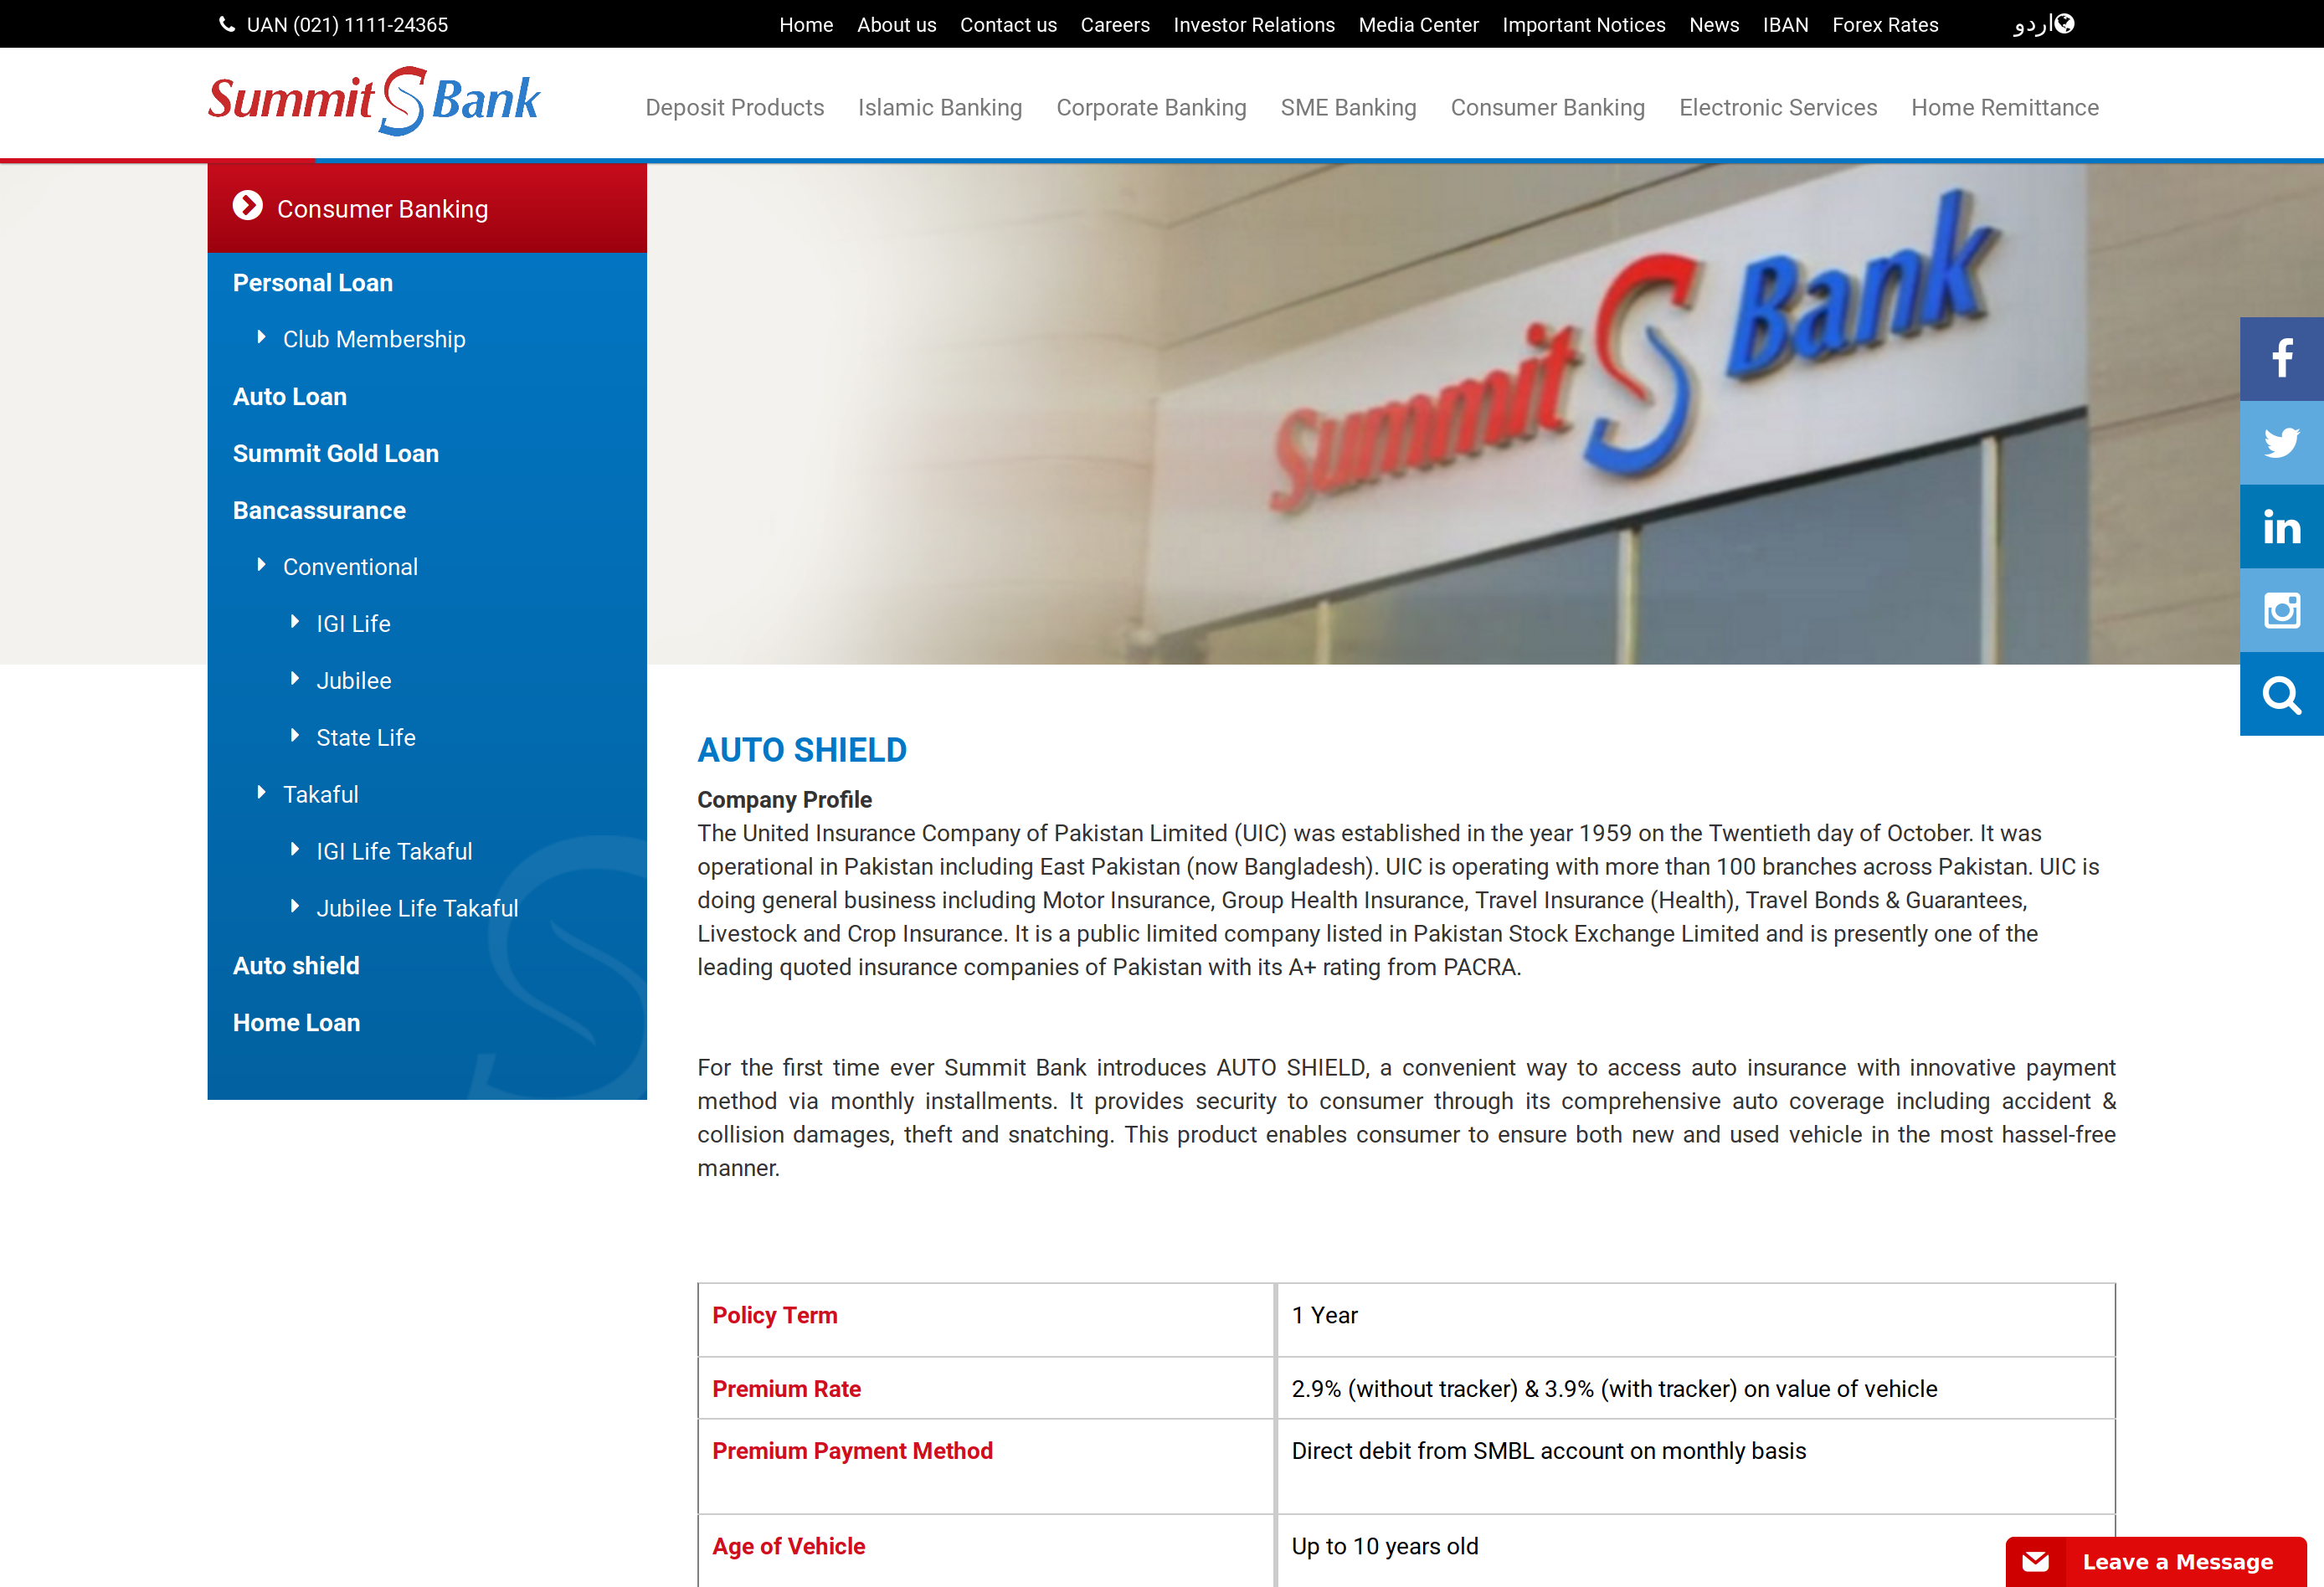 UAN (021) 1111-24365
Home About us Contact us Careers Investor Relations Media Center Important Notices News IBAN Forex Rates اردو
Summit S Bank
Deposit Products Islamic Banking Corporate Banking SME Banking Consumer Banking Electronic Services Home Remittance
Consumer Banking
Personal Loan
Club Membership
Auto Loan
Summit Gold Loan
Bancassurance
Conventional
IGI Life
Jubilee
State Life
Takaful
IGI Life Takaful
Jubilee Life Takaful
Auto shield
Home Loan
Summit S Bank
AUTO SHIELD
Company Profile
The United Insurance Company of Pakistan Limited (UIC) was established in the year 1959 on the Twentieth day of October. It was
operational in Pakistan including East Pakistan (now Bangladesh). UIC is operating with more than 100 branches across Pakistan. UIC is
doing general business including Motor Insurance, Group Health Insurance, Travel Insurance (Health), Travel Bonds & Guarantees,
Livestock and Crop Insurance. It is a public limited company listed in Pakistan Stock Exchange Limited and is presently one of the
leading quoted insurance companies of Pakistan with its A+ rating from PACRA.
For the first time ever Summit Bank introduces AUTO SHIELD, a convenient way to access auto insurance with innovative payment
method via monthly installments. It provides security to consumer through its comprehensive auto coverage including accident &
collision damages, theft and snatching. This product enables consumer to ensure both new and used vehicle in the most hassel-free
manner.
Policy Term 1 Year
Premium Rate 2.9% (without tracker) & 3.9% (with tracker) on value of vehicle
Premium Payment Method Direct debit from SMBL account on monthly basis
Age of Vehicle Up to 10 years old
Leave a Message